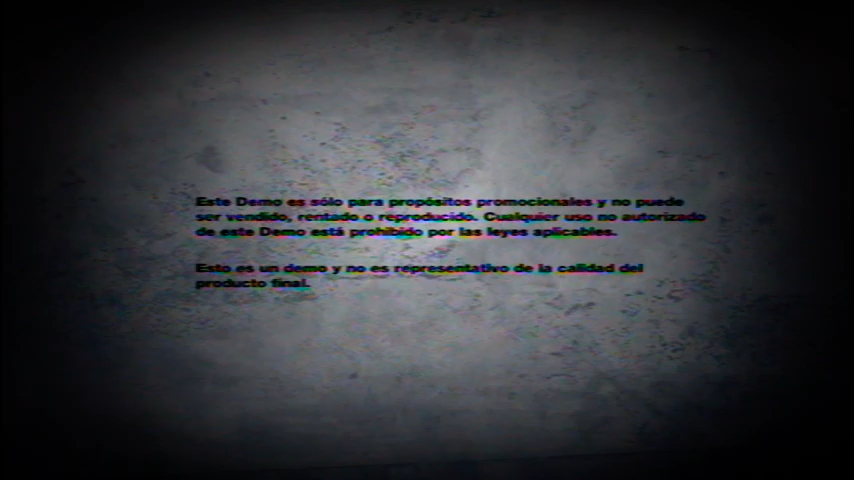 Este Demo es sólo para propósitos promocionales y no puede
ser vendido, rentado o reproducido. Cualquier uso no autorizado
de este Demo está prohibido por las leyes aplicables.
Esto es un demo y no es representativo de la calidad del
producto final.